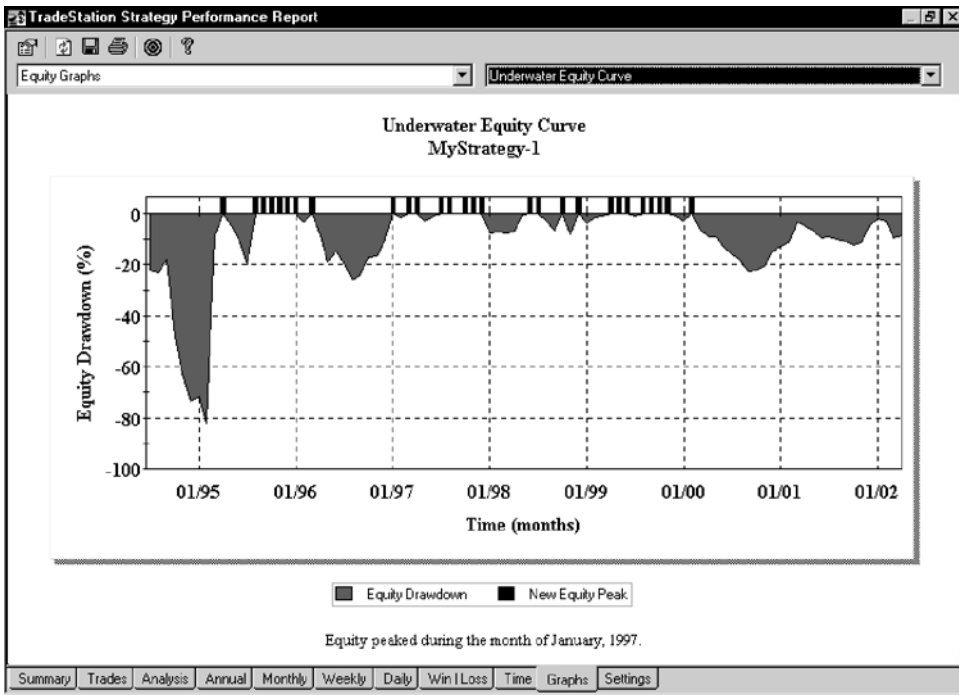 TradeStation Strategy Performance Report
Equity Graphs
Underwater Equity Curve
Underwater Equity Curve
MyStrategy-1
0
-20
-40
-60
-80
-100
Equity Drawdown (%)
01/95 01/96 01/97 01/98 01/99 01/00 01/01 01/02
Time (months)
Equity Drawdown New Equity Peak
Equity peaked during the month of January, 1997.
Summary Trades Analysis Annual Monthly Weekly Daily Win | Loss Time Graphs Settings